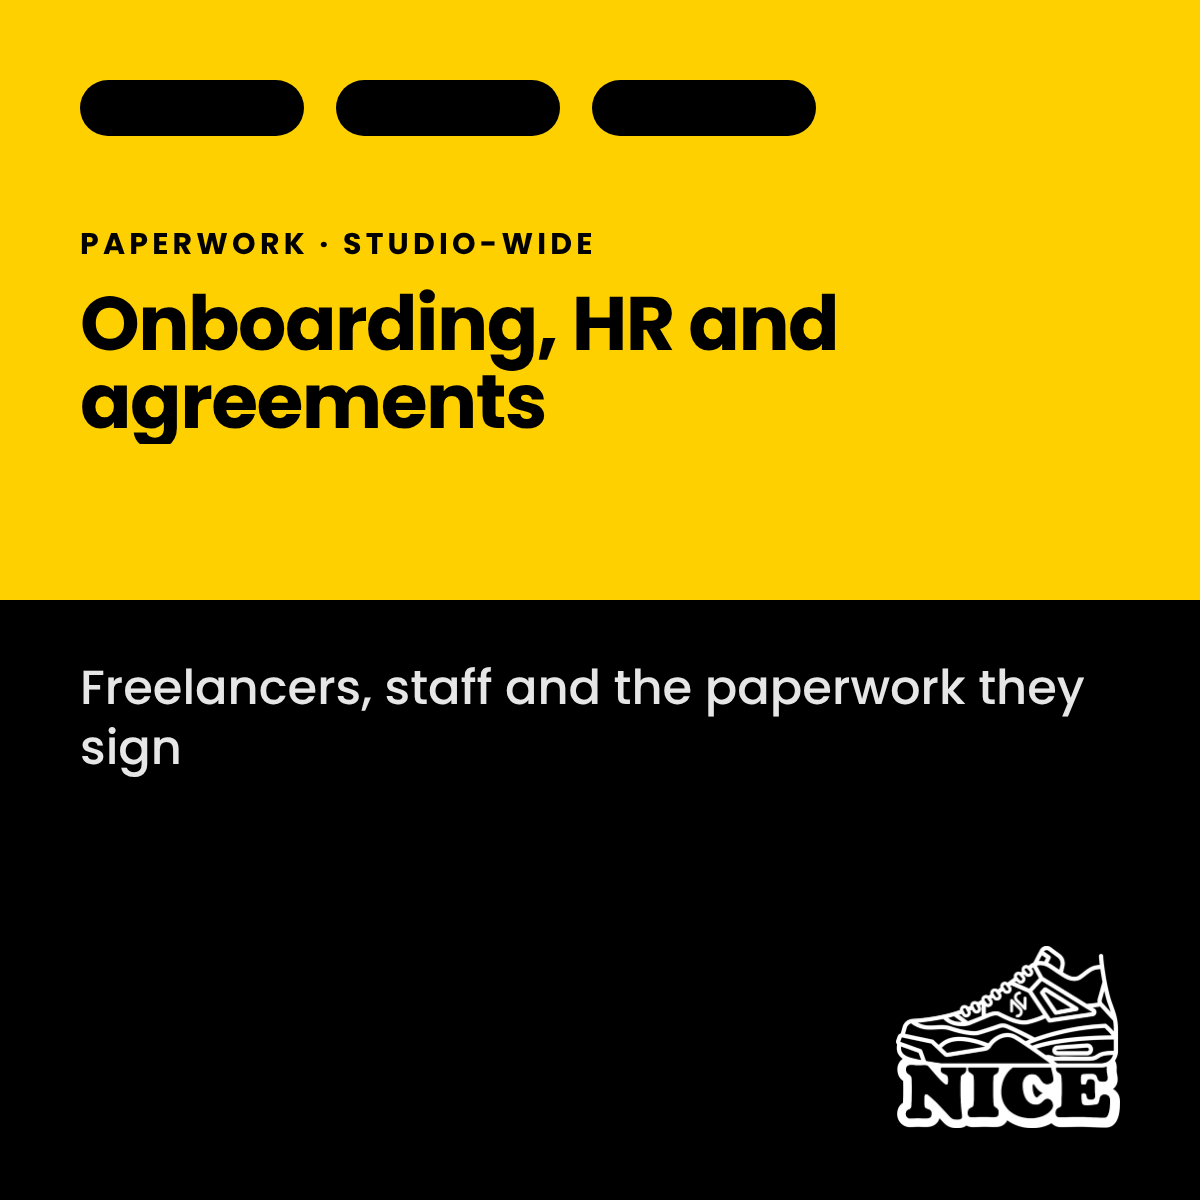 PAPERWORK · STUDIO-WIDE
Onboarding, HR and
agreements
Freelancers, staff and the paperwork they
sign
NICE